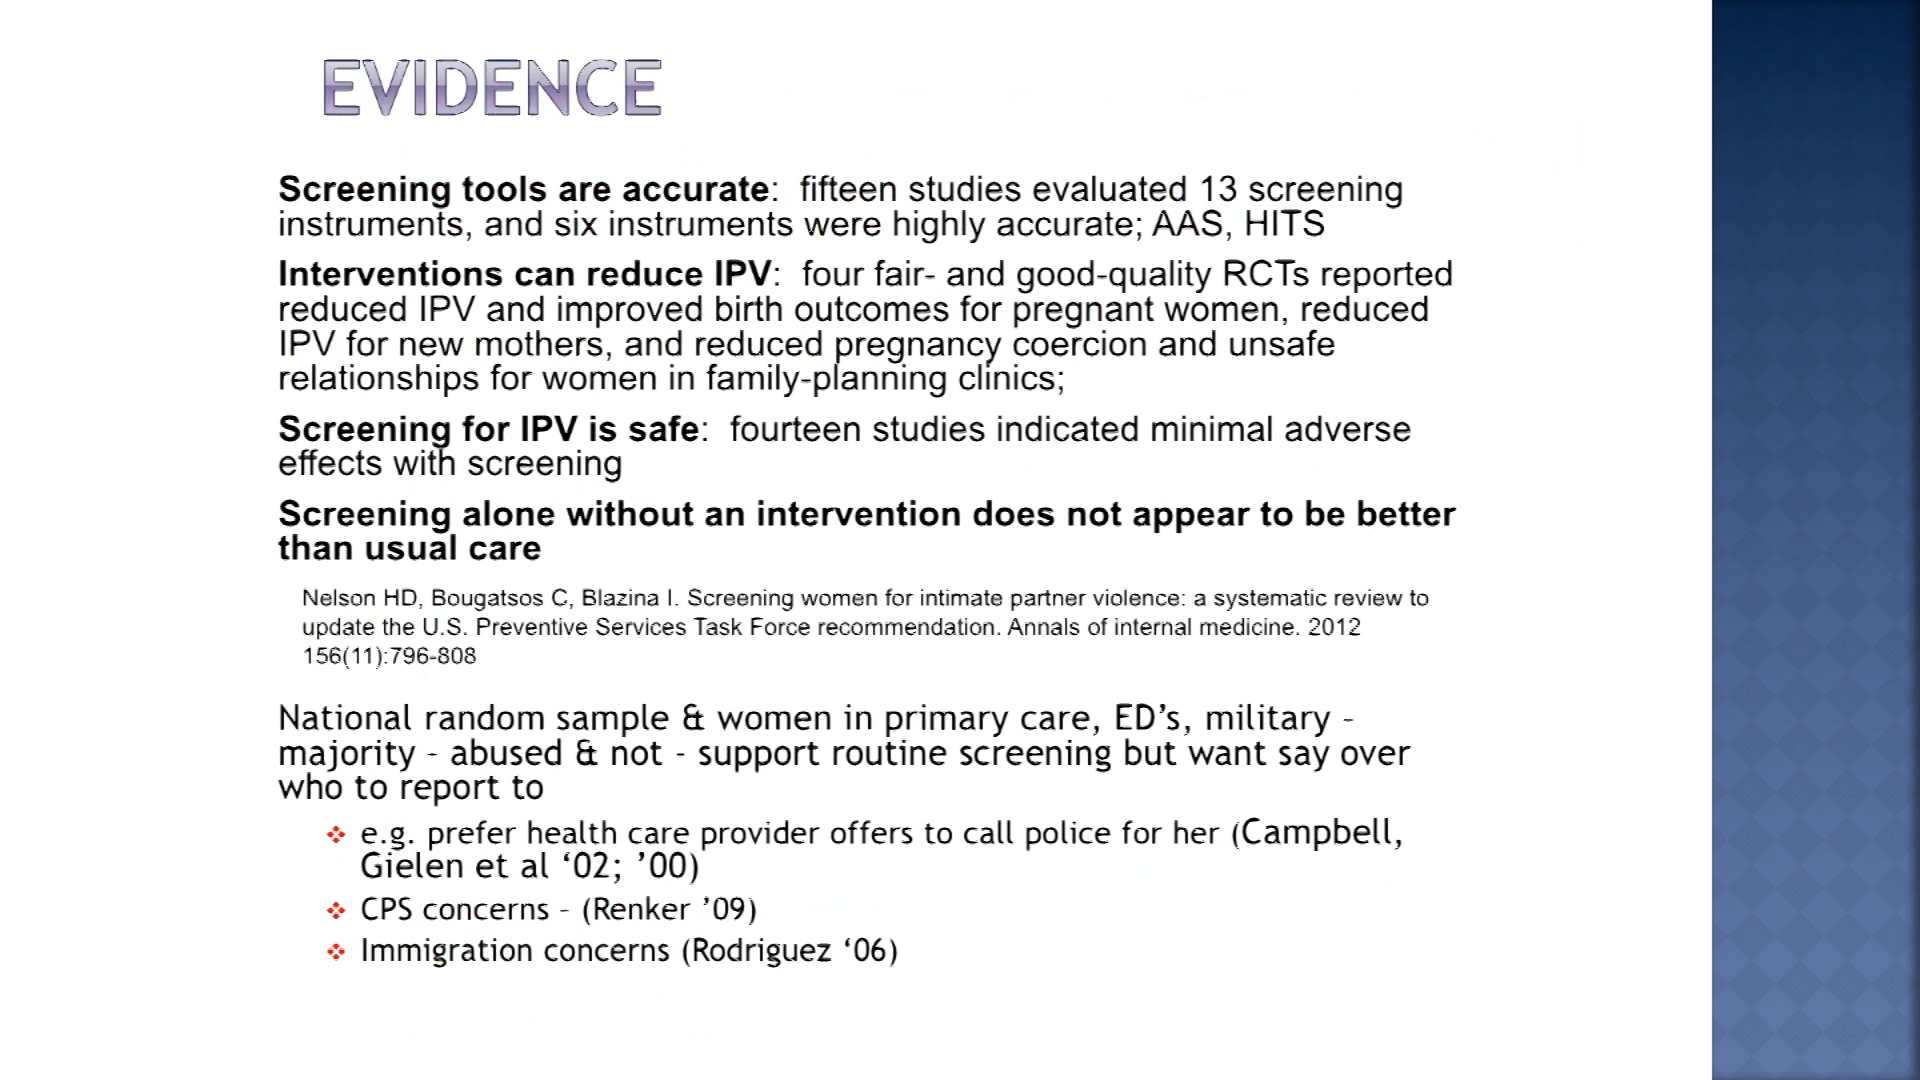 EVIDENCE
Screening tools are accurate:  fifteen studies evaluated 13 screening
instruments, and six instruments were highly accurate; AAS, HITS
Interventions can reduce IPV:  four fair- and good-quality RCTs reported
reduced IPV and improved birth outcomes for pregnant women, reduced
IPV for new mothers, and reduced pregnancy coercion and unsafe
relationships for women in family-planning clinics;
Screening for IPV is safe:  fourteen studies indicated minimal adverse
effects with screening
Screening alone without an intervention does not appear to be better
than usual care
Nelson HD, Bougatsos C, Blazina I. Screening women for intimate partner violence: a systematic review to
update the U.S. Preventive Services Task Force recommendation. Annals of internal medicine. 2012
156(11):796-808
National random sample & women in primary care, ED’s, military -
majority - abused & not - support routine screening but want say over
who to report to
❖ e.g. prefer health care provider offers to call police for her (Campbell,
Gielen et al ‘02; ’00)
❖ CPS concerns - (Renker ’09)
❖ Immigration concerns (Rodriguez ‘06)